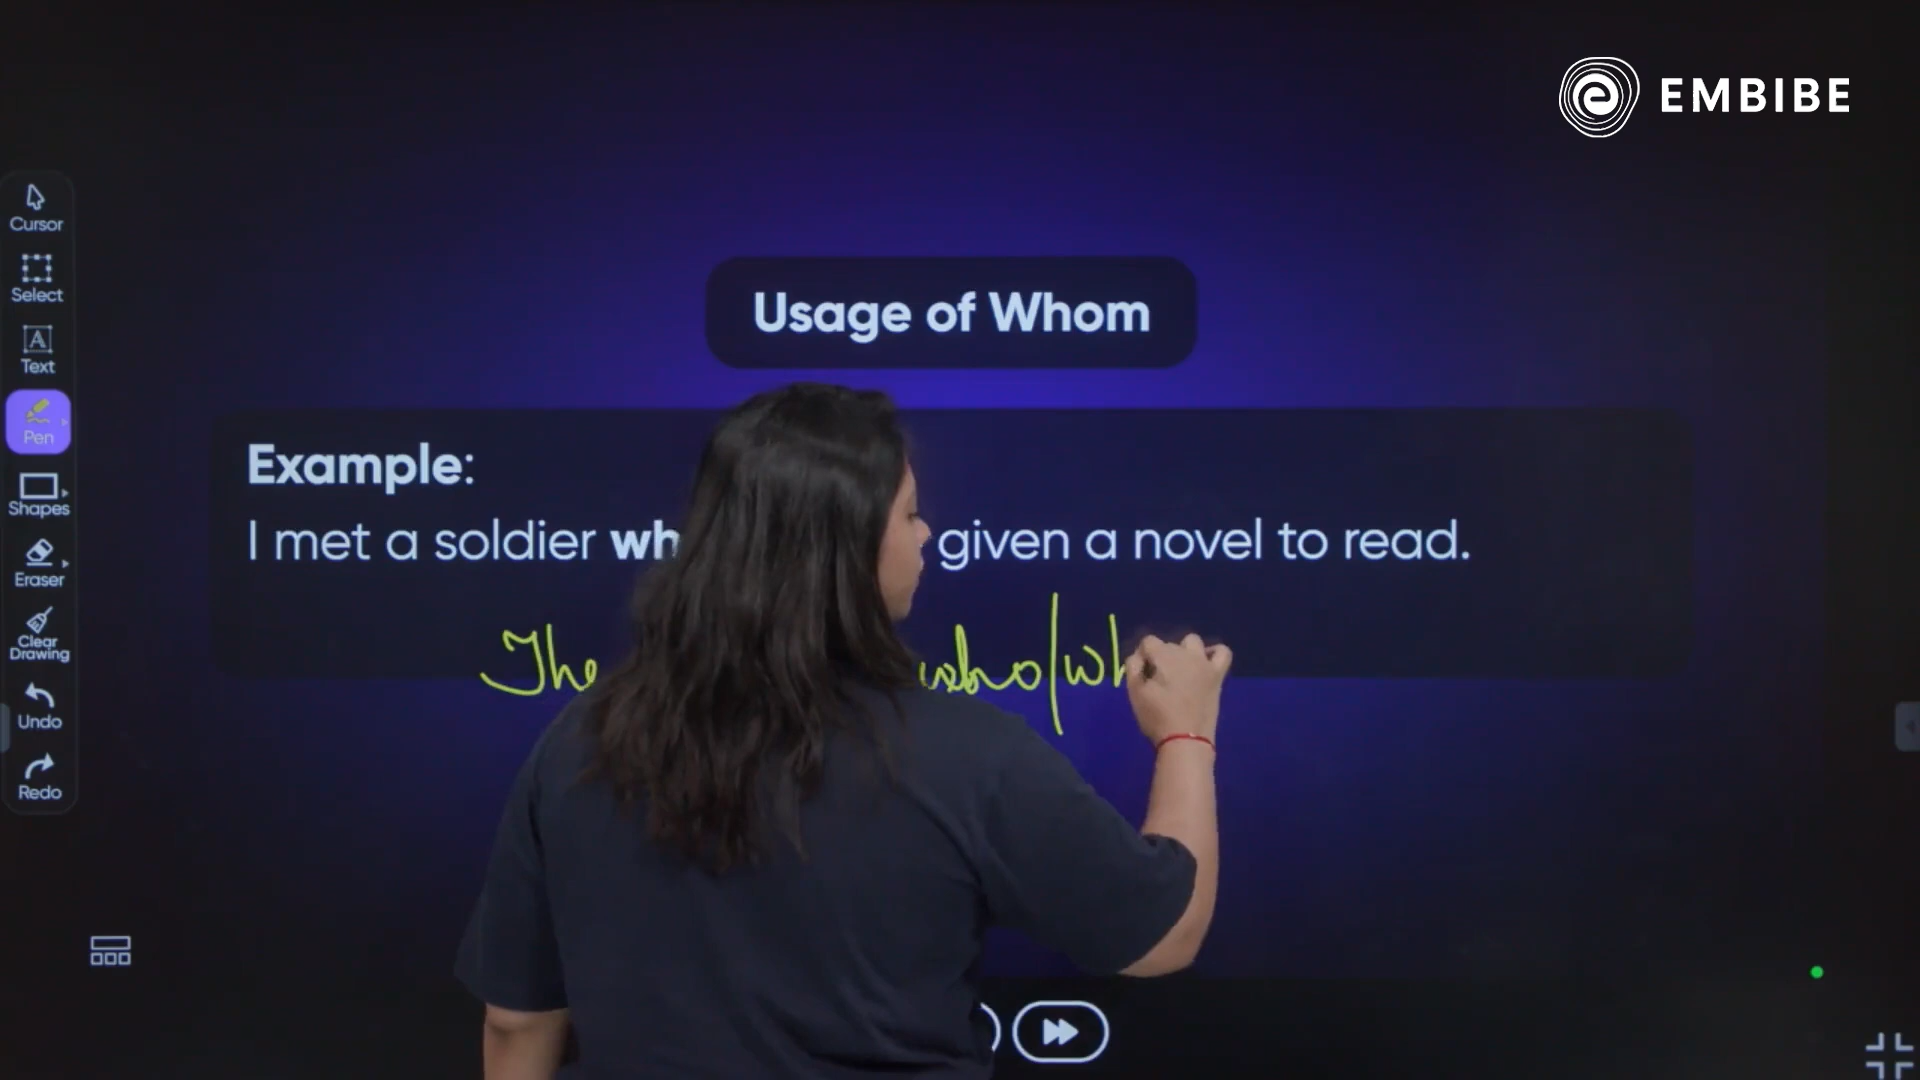 EMBIBE
Cursor
Select
Text
Pen
Shapes
Eraser
Clear
Drawing
Undo
Redo
Usage of Whom
Example:
I met a soldier given a novel to read.
The who/wh